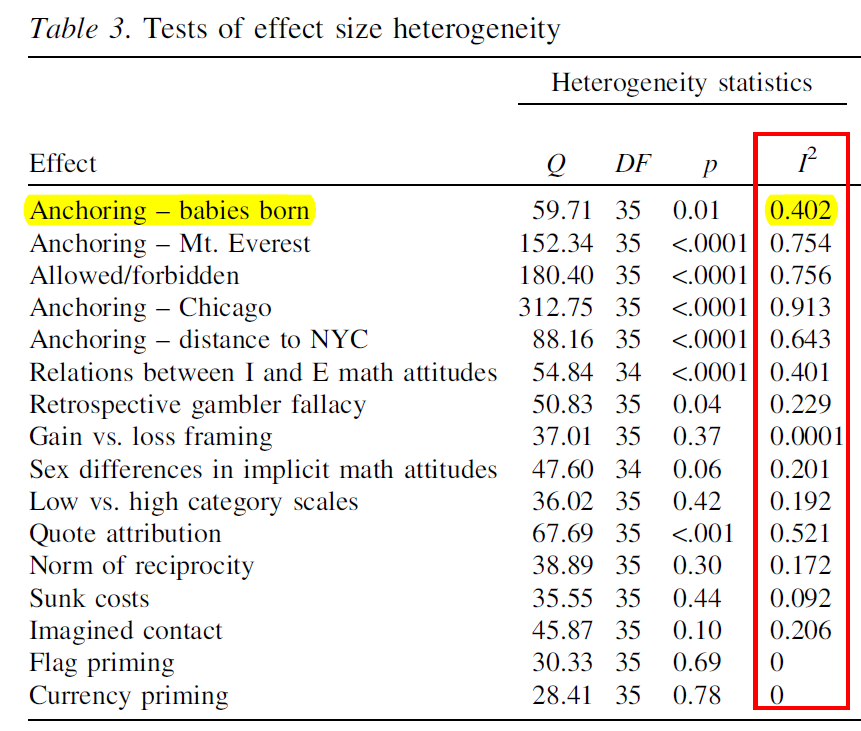 Table 3. Tests of effect size heterogeneity
Heterogeneity statistics
Effect Q DF p I²
Anchoring – babies born 59.71 35 0.01 0.402
Anchoring – Mt. Everest 152.34 35 <.0001 0.754
Allowed/forbidden 180.40 35 <.0001 0.756
Anchoring – Chicago 312.75 35 <.0001 0.913
Anchoring – distance to NYC 88.16 35 <.0001 0.643
Relations between I and E math attitudes 54.84 34 <.0001 0.401
Retrospective gambler fallacy 50.83 35 0.04 0.229
Gain vs. loss framing 37.01 35 0.37 0.0001
Sex differences in implicit math attitudes 47.60 34 0.06 0.201
Low vs. high category scales 36.02 35 0.42 0.192
Quote attribution 67.69 35 <.001 0.521
Norm of reciprocity 38.89 35 0.30 0.172
Sunk costs 35.55 35 0.44 0.092
Imagined contact 45.87 35 0.10 0.206
Flag priming 30.33 35 0.69 0
Currency priming 28.41 35 0.78 0